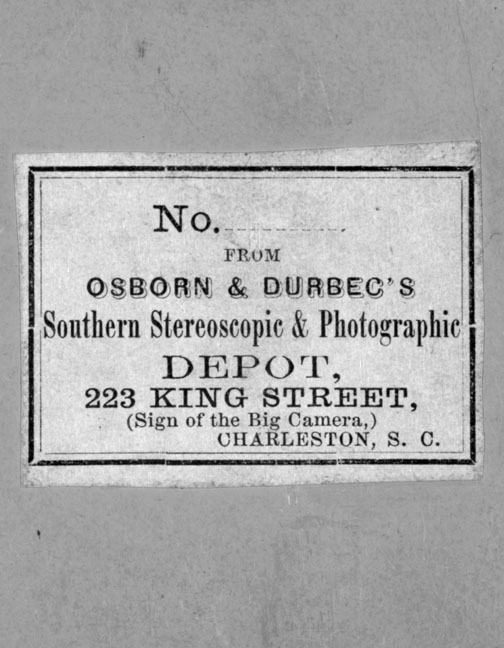 No. ..............
FROM
OSBORN & DURBEC'S
Southern Stereoscopic & Photographic
DEPOT,
223 KING STREET,
(Sign of the Big Camera,)
CHARLESTON, S. C.